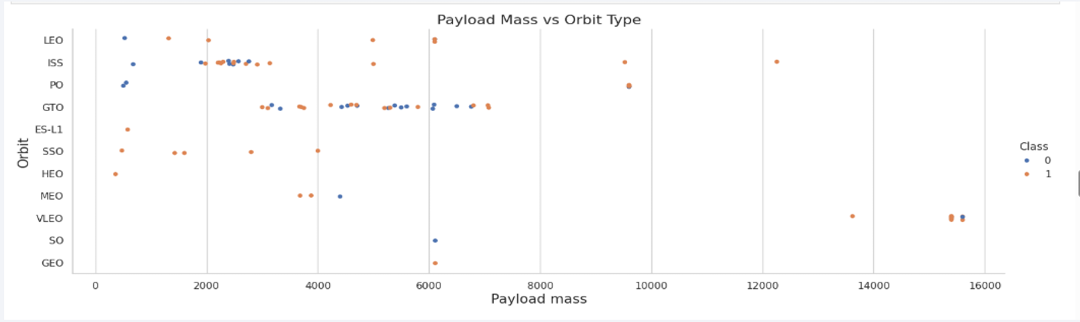 Payload Mass vs Orbit Type
LEO
ISS
PO
GTO
ES-L1
SSO
HEO
MEO
VLEO
SO
GEO
Orbit
0 2000 4000 6000 8000 10000 12000 14000 16000
Payload mass
Class
0
1